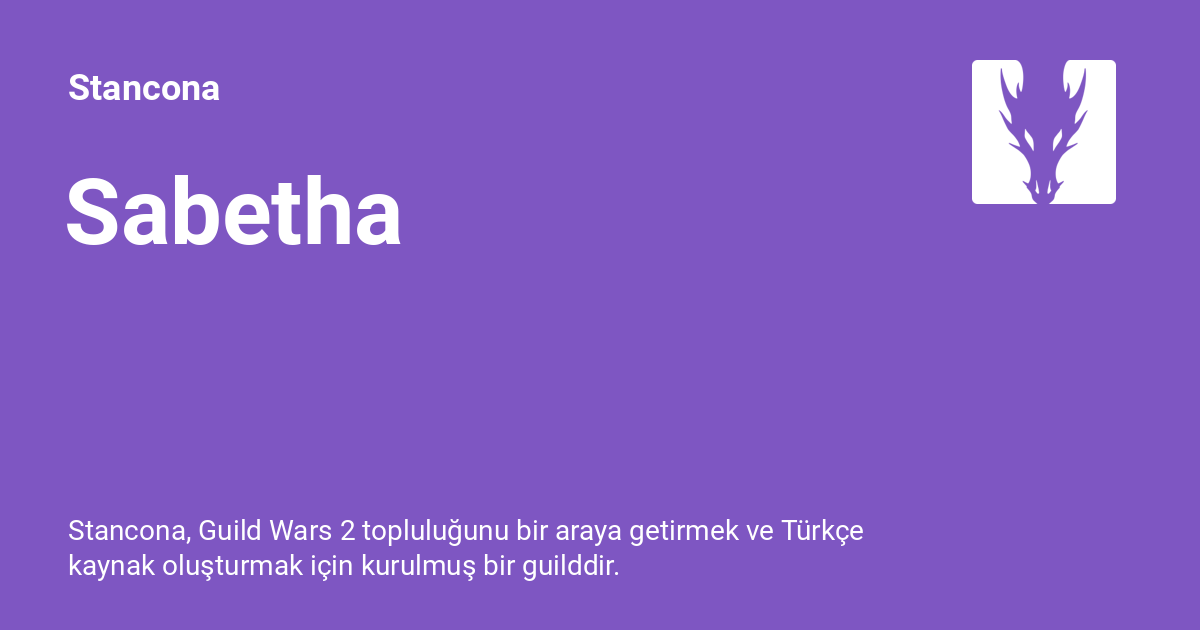 Stancona
Sabetha
Stancona, Guild Wars 2 topluluğunu bir araya getirmek ve Türkçe
kaynak oluşturmak için kurulmuş bir guilddir.